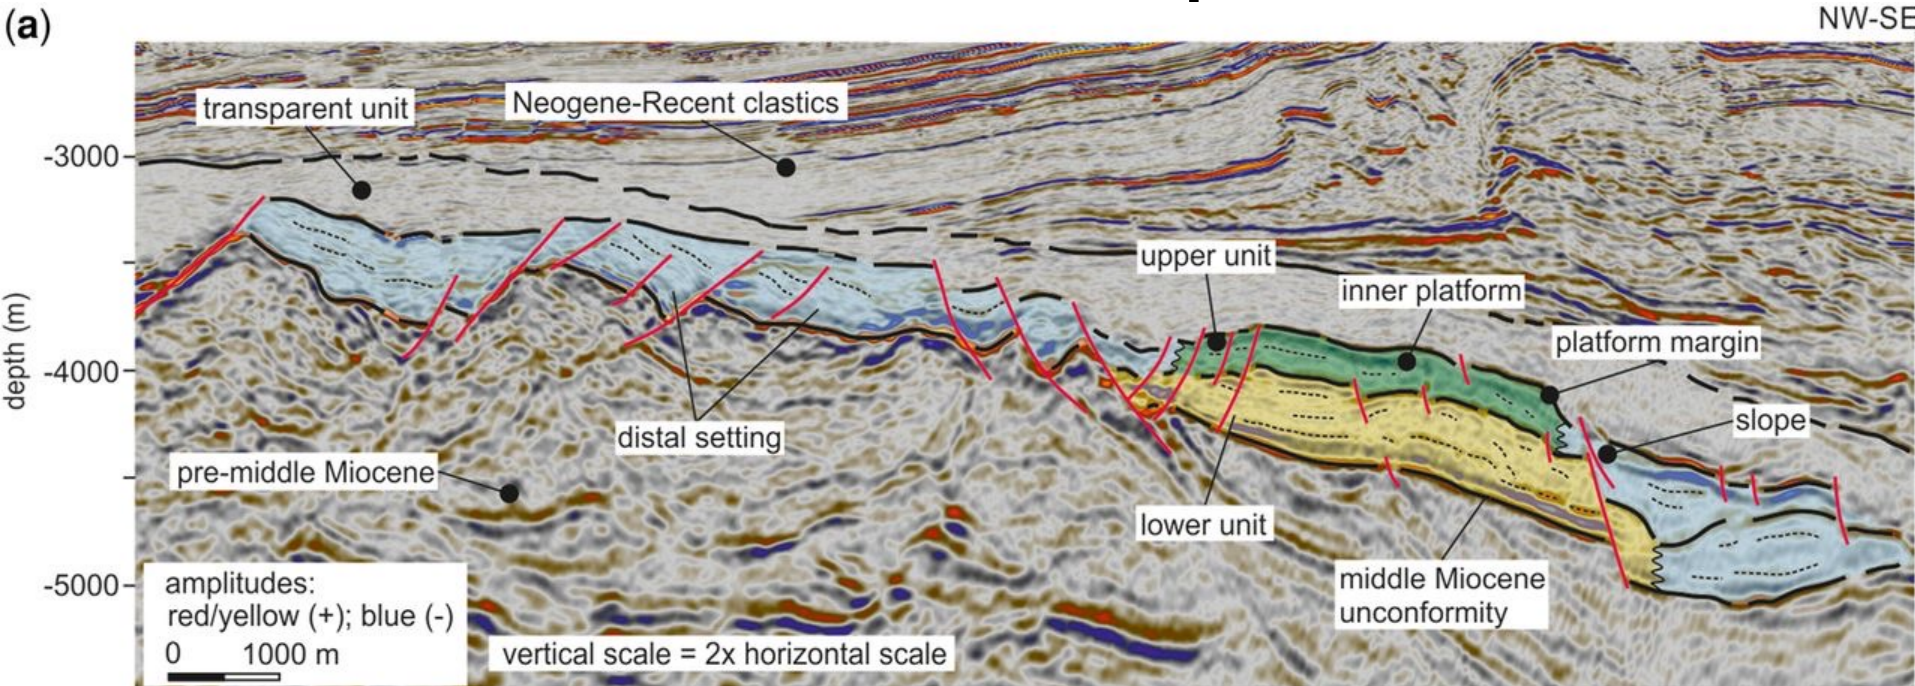 (a)
NW-SE
transparent unit
Neogene-Recent clastics
-3000
upper unit
inner platform
platform margin
depth (m)
-4000
slope
distal setting
pre-middle Miocene
lower unit
middle Miocene
unconformity
-5000
amplitudes:
red/yellow (+); blue (-)
0 1000 m
vertical scale = 2x horizontal scale